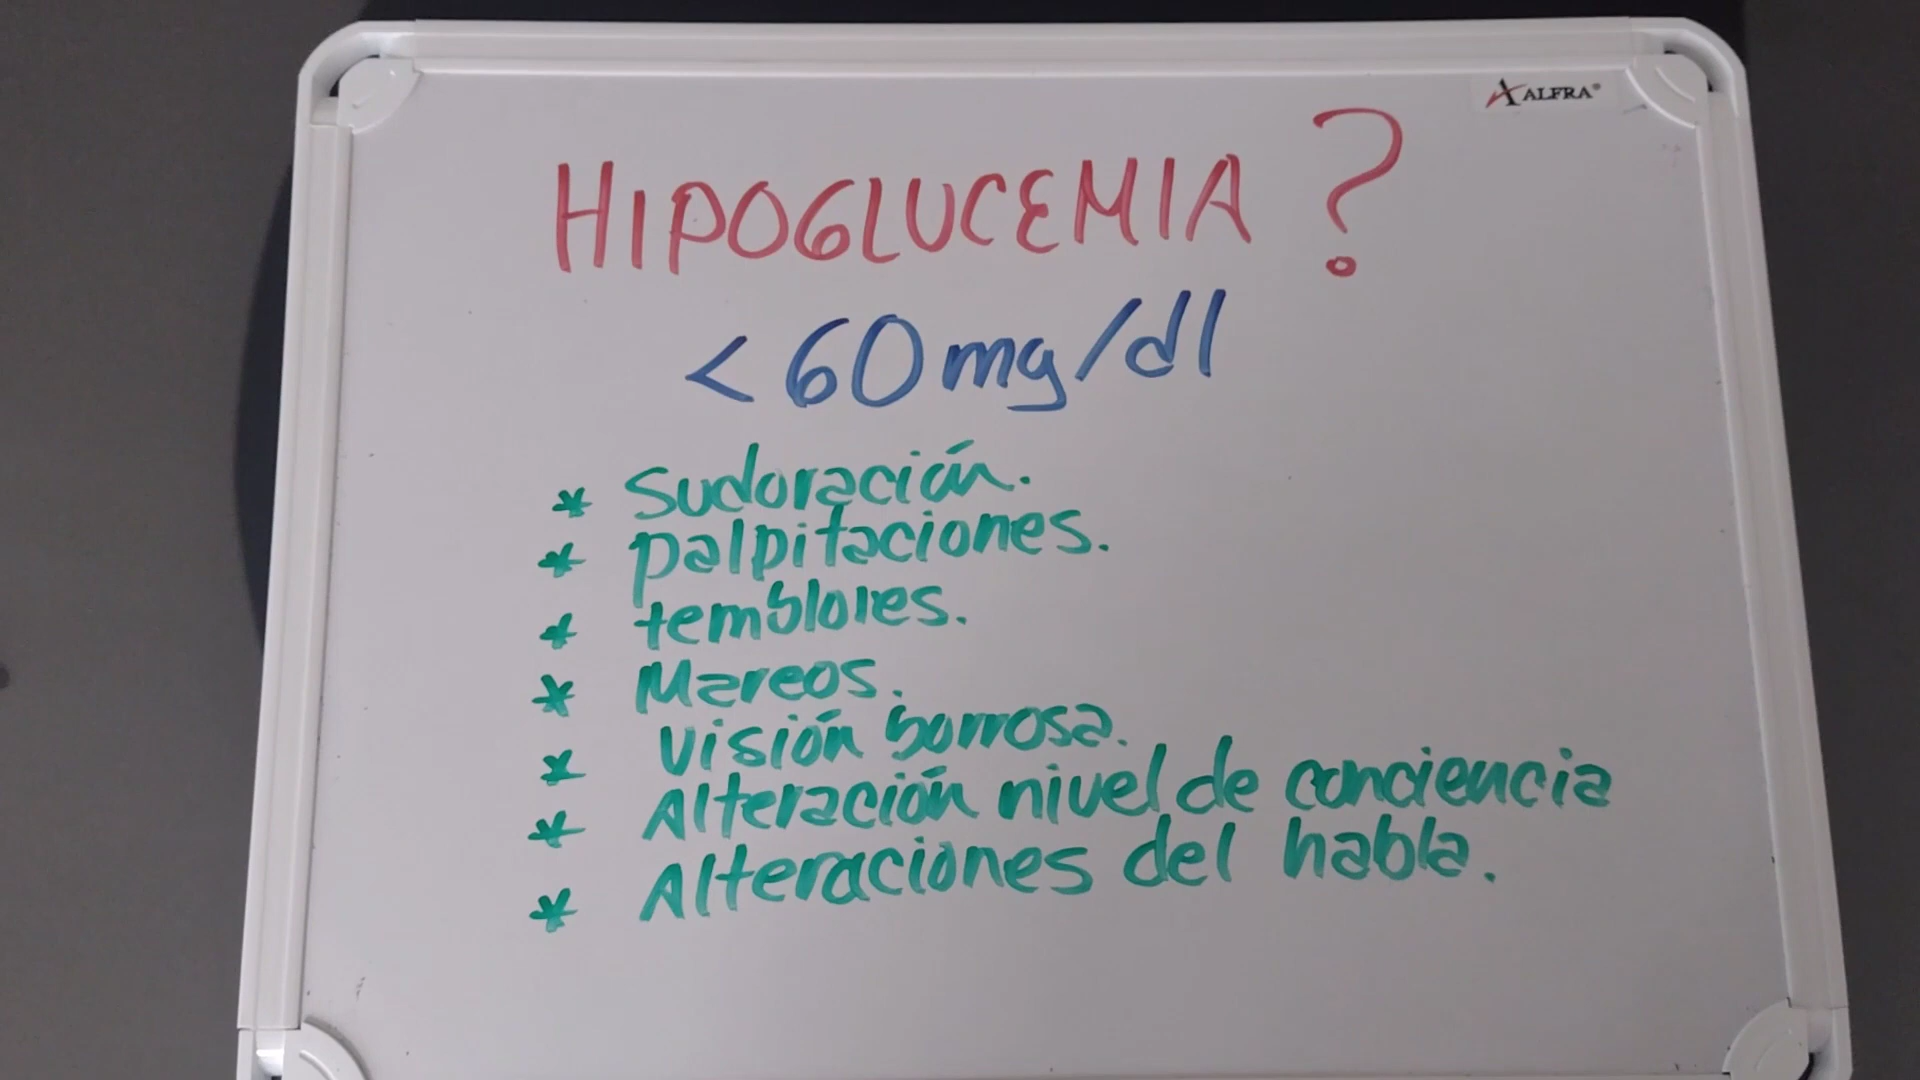 ALFRA®
HIPOGLUCEMIA ?
< 60 mg/dl
* Sudoración.
* palpitaciones.
* temblores.
* Mareos.
* Visión borrosa.
* Alteración nivel de conciencia
* Alteraciones del habla.